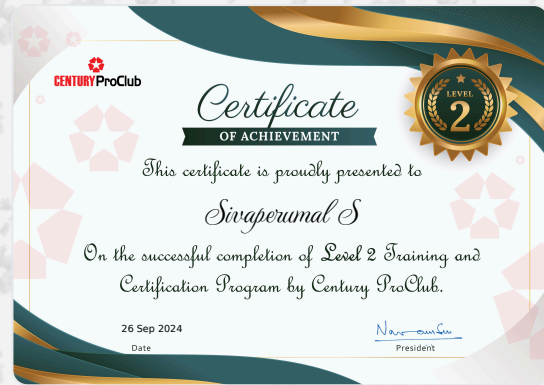 CENTURY ProClub
Certificate
OF ACHIEVEMENT
LEVEL
2
This certificate is proudly presented to
Sivaperumal S
On the successful completion of Level 2 Training and
Certification Program by Century ProClub.
26 Sep 2024
Date
President